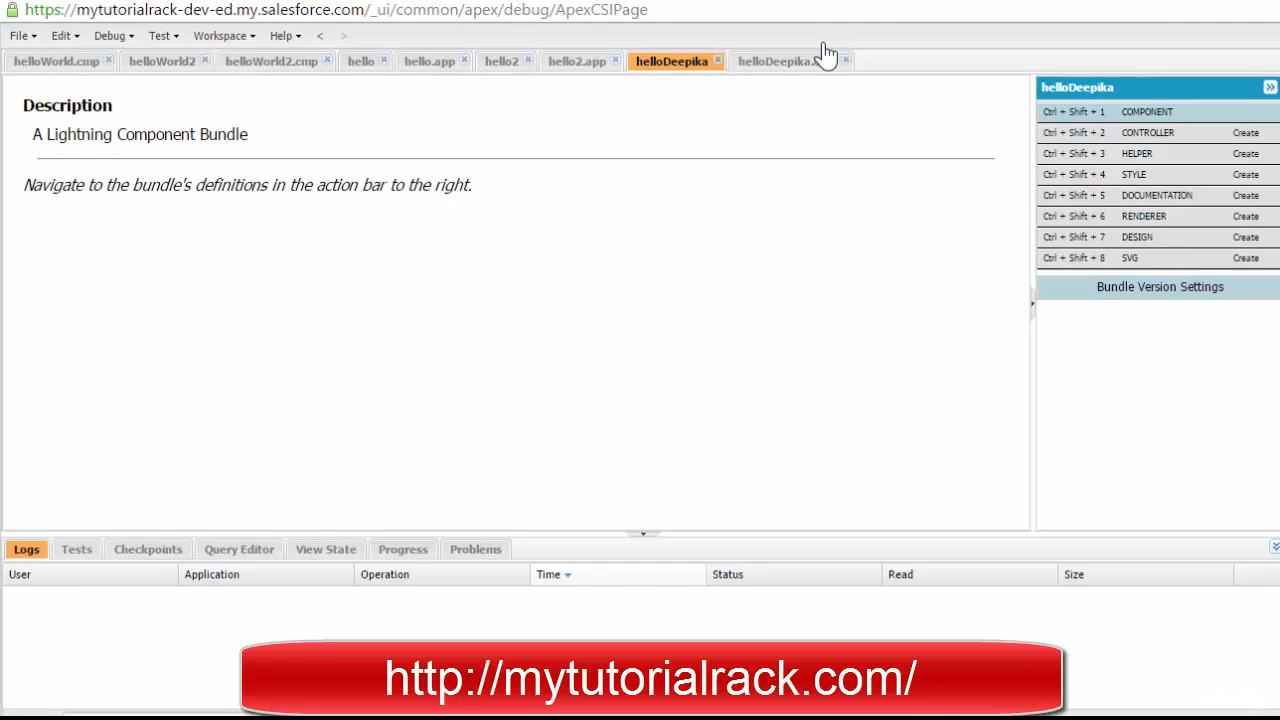 https://mytutorialrack-dev-ed.my.salesforce.com/_ui/common/apex/debug/ApexCSIPage
File Edit Debug Test Workspace Help < >
helloWorld.cmp helloWorld2 helloWorld2.cmp hello hello.app hello2 hello2.app helloDeepika helloDeepika.
Description
A Lightning Component Bundle
Navigate to the bundle's definitions in the action bar to the right.
helloDeepika
Ctrl + Shift + 1 COMPONENT
Ctrl + Shift + 2 CONTROLLER Create
Ctrl + Shift + 3 HELPER Create
Ctrl + Shift + 4 STYLE Create
Ctrl + Shift + 5 DOCUMENTATION Create
Ctrl + Shift + 6 RENDERER Create
Ctrl + Shift + 7 DESIGN Create
Ctrl + Shift + 8 SVG Create
Bundle Version Settings
Logs Tests Checkpoints Query Editor View State Progress Problems
User Application Operation Time Status Read Size
http://mytutorialrack.com/